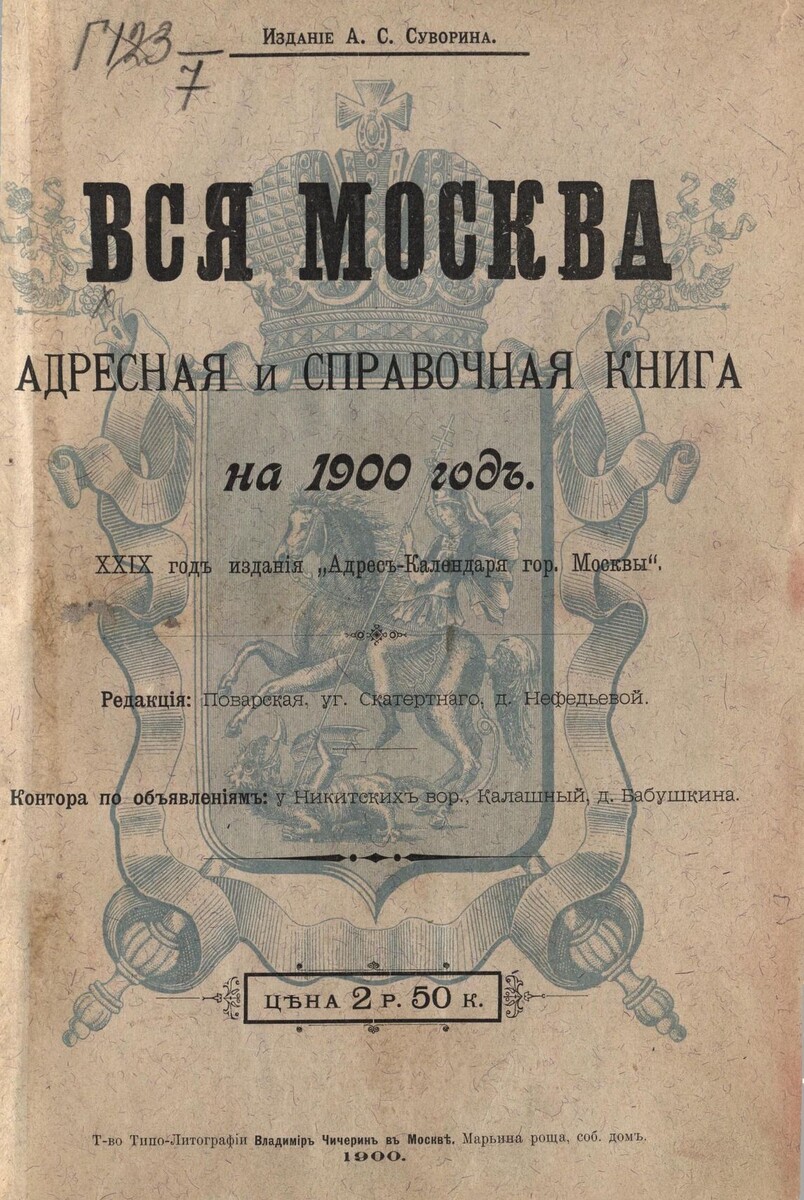 Г 123/7
Изданіе А. С. Суворина.
ВСЯ МОСКВА
АДРЕСНАЯ и СПРАВОЧНАЯ КНИГА
на 1900 годъ.
XXIX годъ изданія „Адресъ-Календаря гор. Москвы“.
Редакція: Поварская, уг. Скатертнаго, д. Нефедьевой.
Контора по объявленіямъ: у Никитскихъ вор., Калашный, д. Бабушкина.
ЦѢНА 2 Р. 50 К.
Т-во Типо-Литографіи Владиміръ Чичеринъ въ Москвѣ. Марьина роща, соб. домъ.
1900.